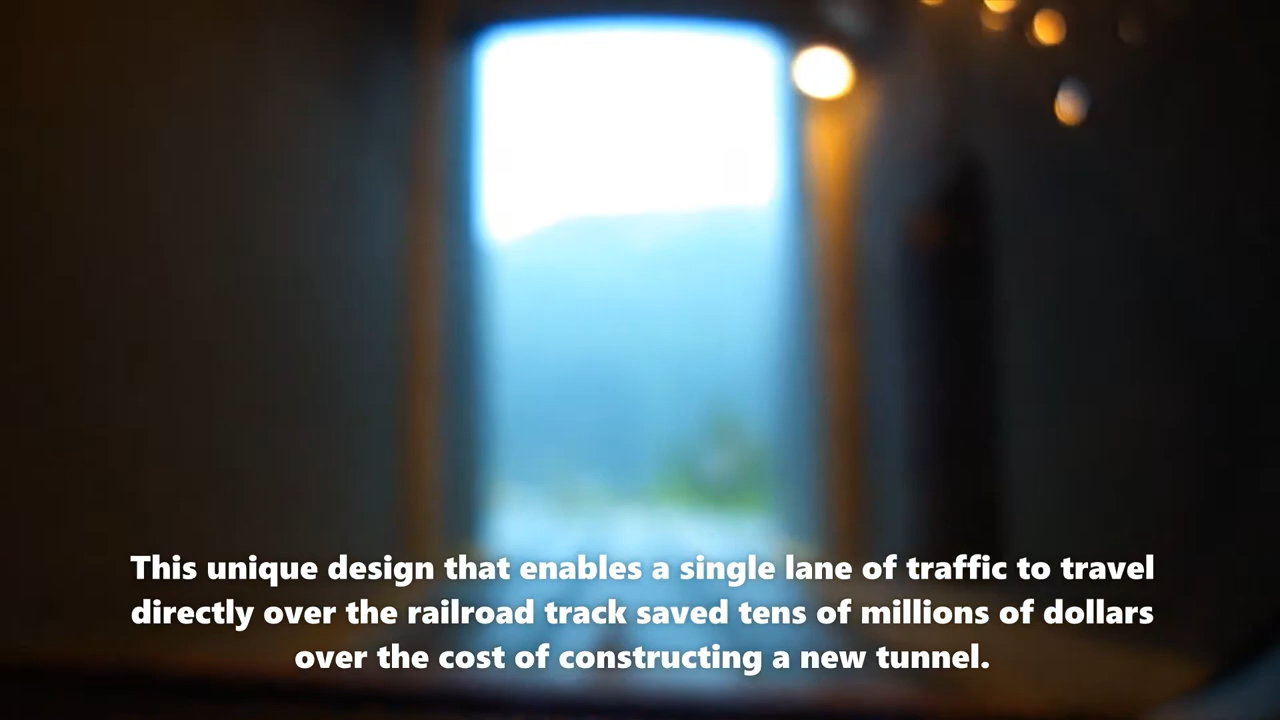 This unique design that enables a single lane of traffic to travel
directly over the railroad track saved tens of millions of dollars
over the cost of constructing a new tunnel.